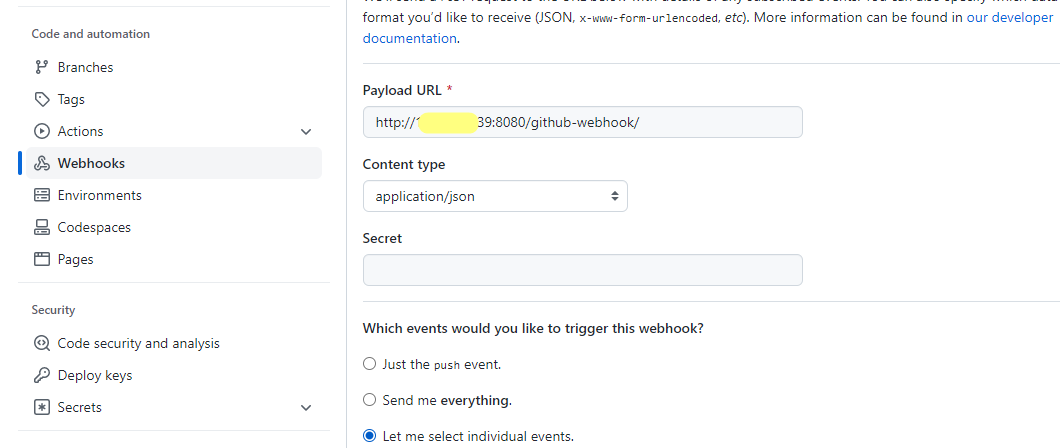 format you'd like to receive (JSON, x-www-form-urlencoded, etc). More information can be found in our developer
documentation.
Code and automation
Branches
Tags
Actions
Webhooks
Environments
Codespaces
Pages
Security
Code security and analysis
Deploy keys
Secrets
Payload URL *
http://1 39:8080/github-webhook/
Content type
application/json
Secret
Which events would you like to trigger this webhook?
Just the push event.
Send me everything.
Let me select individual events.